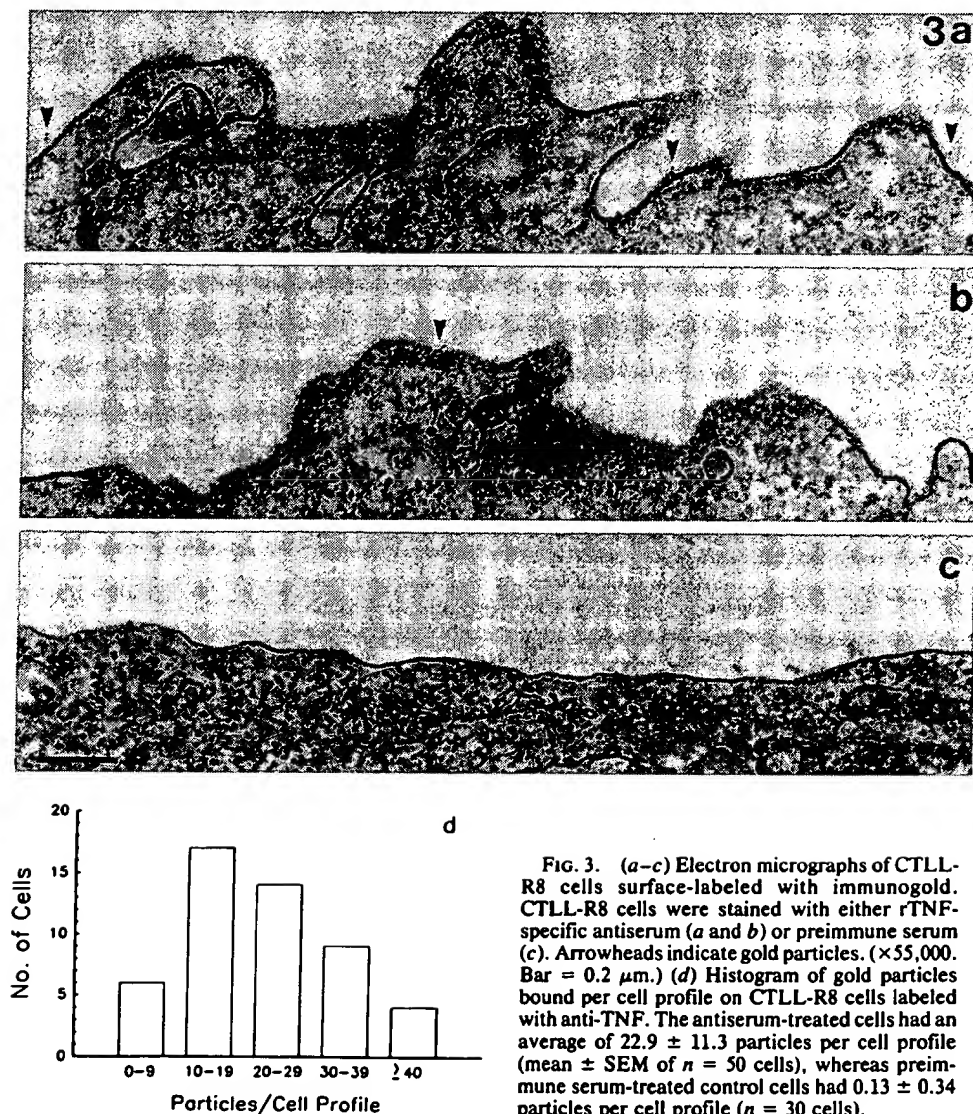 3a
b
c
d
No. of Cells
20
15
10
5
0
0-9 10-19 20-29 30-39 ≥40
Particles/Cell Profile
FIG. 3. (a–c) Electron micrographs of CTLL-
R8 cells surface-labeled with immunogold.
CTLL-R8 cells were stained with either rTNF-
specific antiserum (a and b) or preimmune serum
(c). Arrowheads indicate gold particles. (×55,000.
Bar = 0.2 μm.) (d) Histogram of gold particles
bound per cell profile on CTLL-R8 cells labeled
with anti-TNF. The antiserum-treated cells had an
average of 22.9 ± 11.3 particles per cell profile
(mean ± SEM of n = 50 cells), whereas preim-
mune serum-treated control cells had 0.13 ± 0.34
particles per cell profile (n = 30 cells).